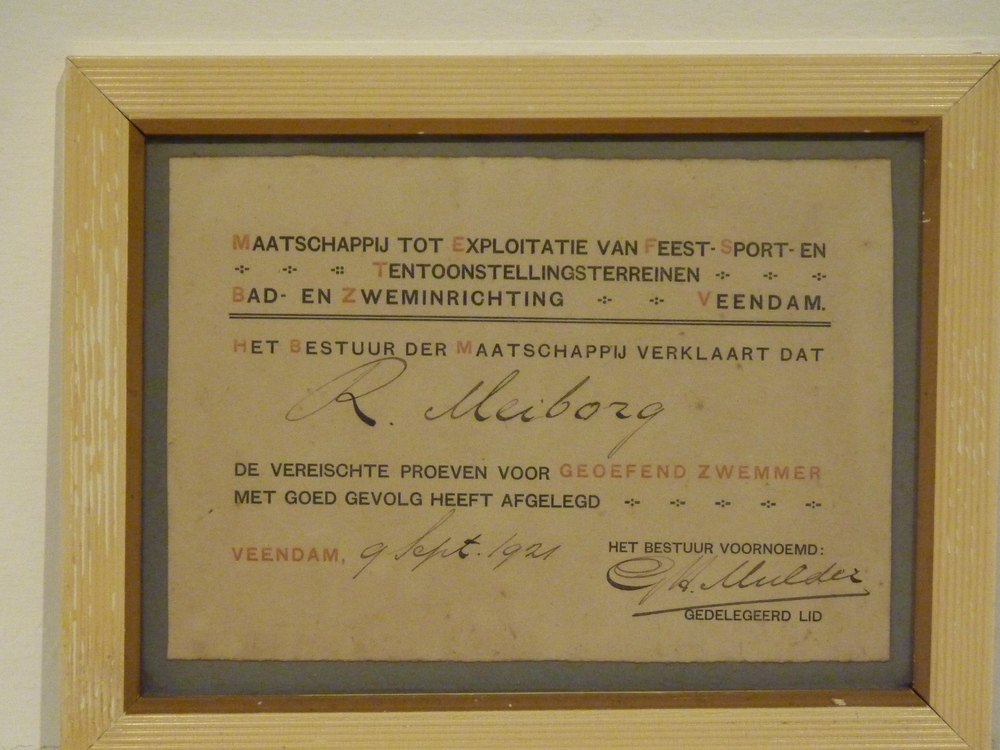 MAATSCHAPPIJ TOT EXPLOITATIE VAN FEEST- SPORT- EN
TENTOONSTELLINGSTERREINEN
BAD- EN ZWEMINRICHTING VEENDAM.
HET BESTUUR DER MAATSCHAPPIJ VERKLAART DAT
R. Meiborg
DE VEREISCHTE PROEVEN VOOR GEOEFEND ZWEMMER
MET GOED GEVOLG HEEFT AFGELEGD
VEENDAM, 9 Sept. 1921
HET BESTUUR VOORNOEMD:
H. Mulder
GEDELEGEERD LID